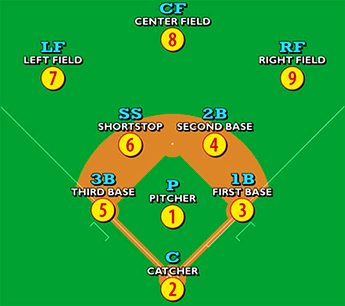 CF
CENTER FIELD
8
LF
LEFT FIELD
7
RF
RIGHT FIELD
9
SS
SHORTSTOP
6
2B
SECOND BASE
4
3B
THIRD BASE
5
P
PITCHER
1
1B
FIRST BASE
3
C
CATCHER
2